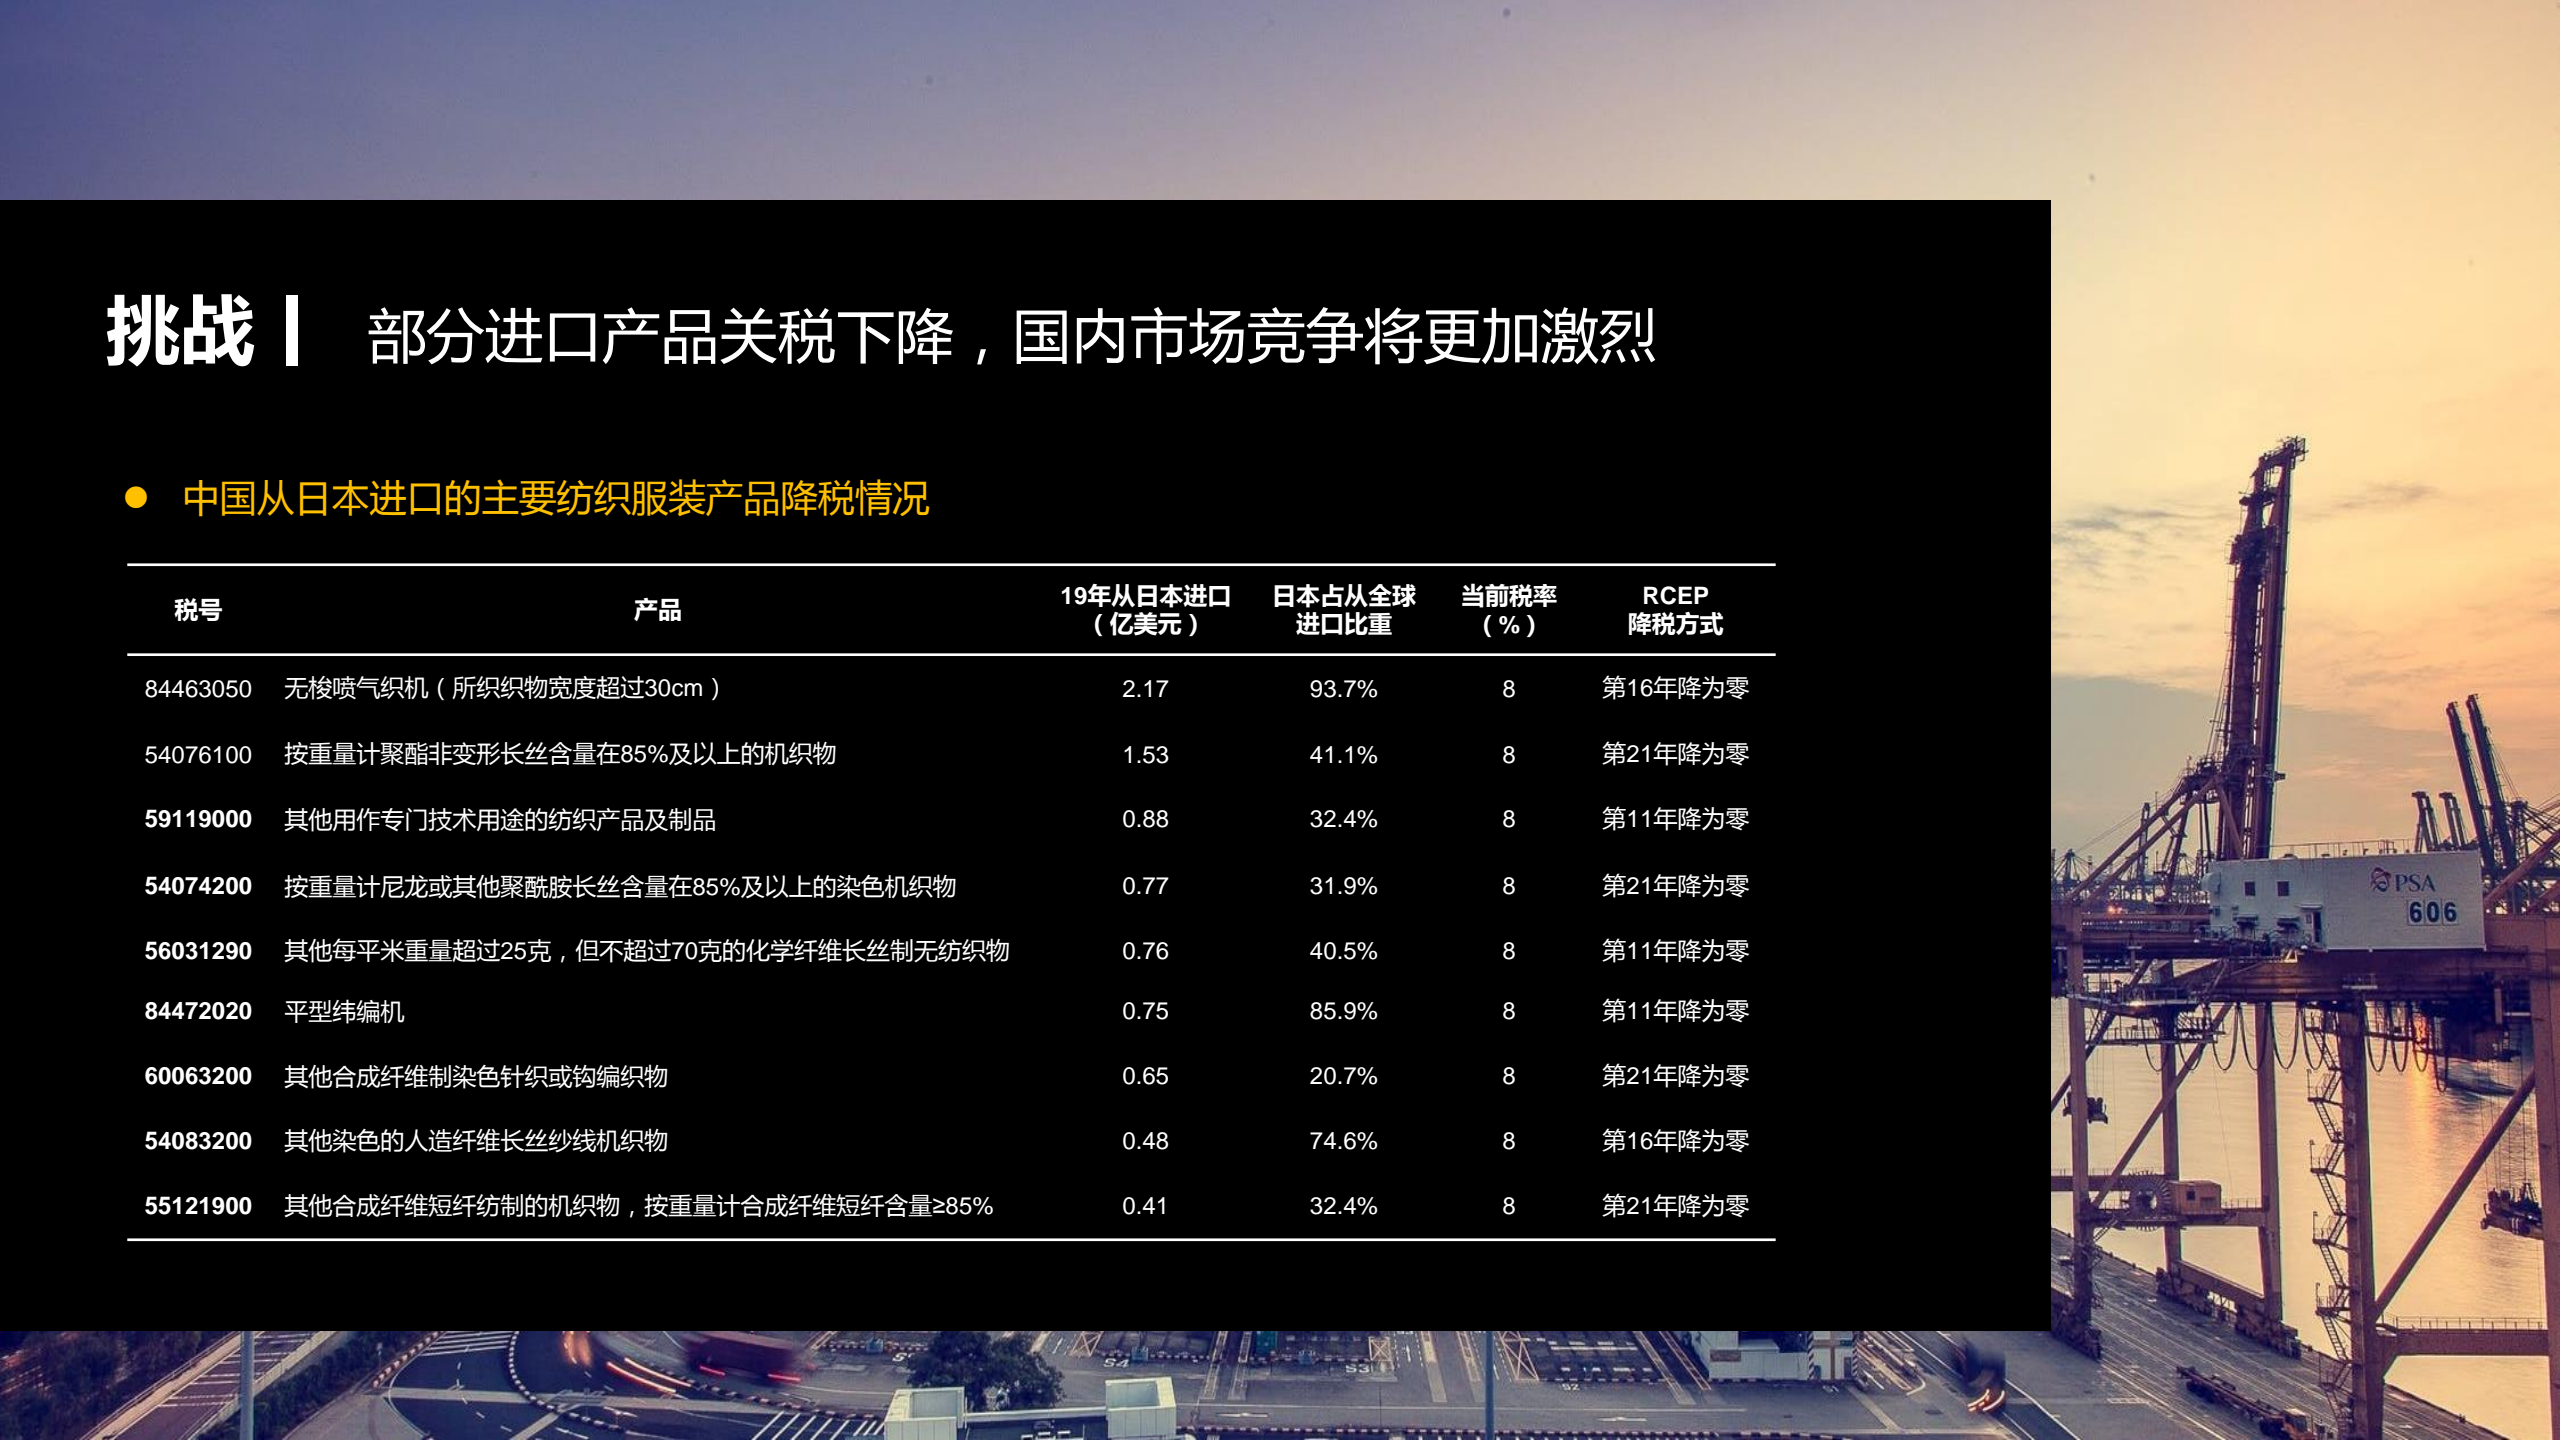 挑战 | 部分进口产品关税下降，国内市场竞争将更加激烈
● 中国从日本进口的主要纺织服装产品降税情况
税号 产品 19年从日本进口（亿美元） 日本占从全球进口比重 当前税率（%） RCEP降税方式
84463050 无梭喷气织机（所织织物宽度超过30cm） 2.17 93.7% 8 第16年降为零
54076100 按重量计聚酯非变形长丝含量在85%及以上的机织物 1.53 41.1% 8 第21年降为零
59119000 其他用作专门技术用途的纺织产品及制品 0.88 32.4% 8 第11年降为零
54074200 按重量计尼龙或其他聚酰胺长丝含量在85%及以上的染色机织物 0.77 31.9% 8 第21年降为零
56031290 其他每平米重量超过25克，但不超过70克的化学纤维长丝制无纺织物 0.76 40.5% 8 第11年降为零
84472020 平型纬编机 0.75 85.9% 8 第11年降为零
60063200 其他合成纤维制染色针织或钩编织物 0.65 20.7% 8 第21年降为零
54083200 其他染色的人造纤维长丝纱线机织物 0.48 74.6% 8 第16年降为零
55121900 其他合成纤维短纤纺制的机织物，按重量计合成纤维短纤含量≥85% 0.41 32.4% 8 第21年降为零
PSA
606
S4
S3
S2